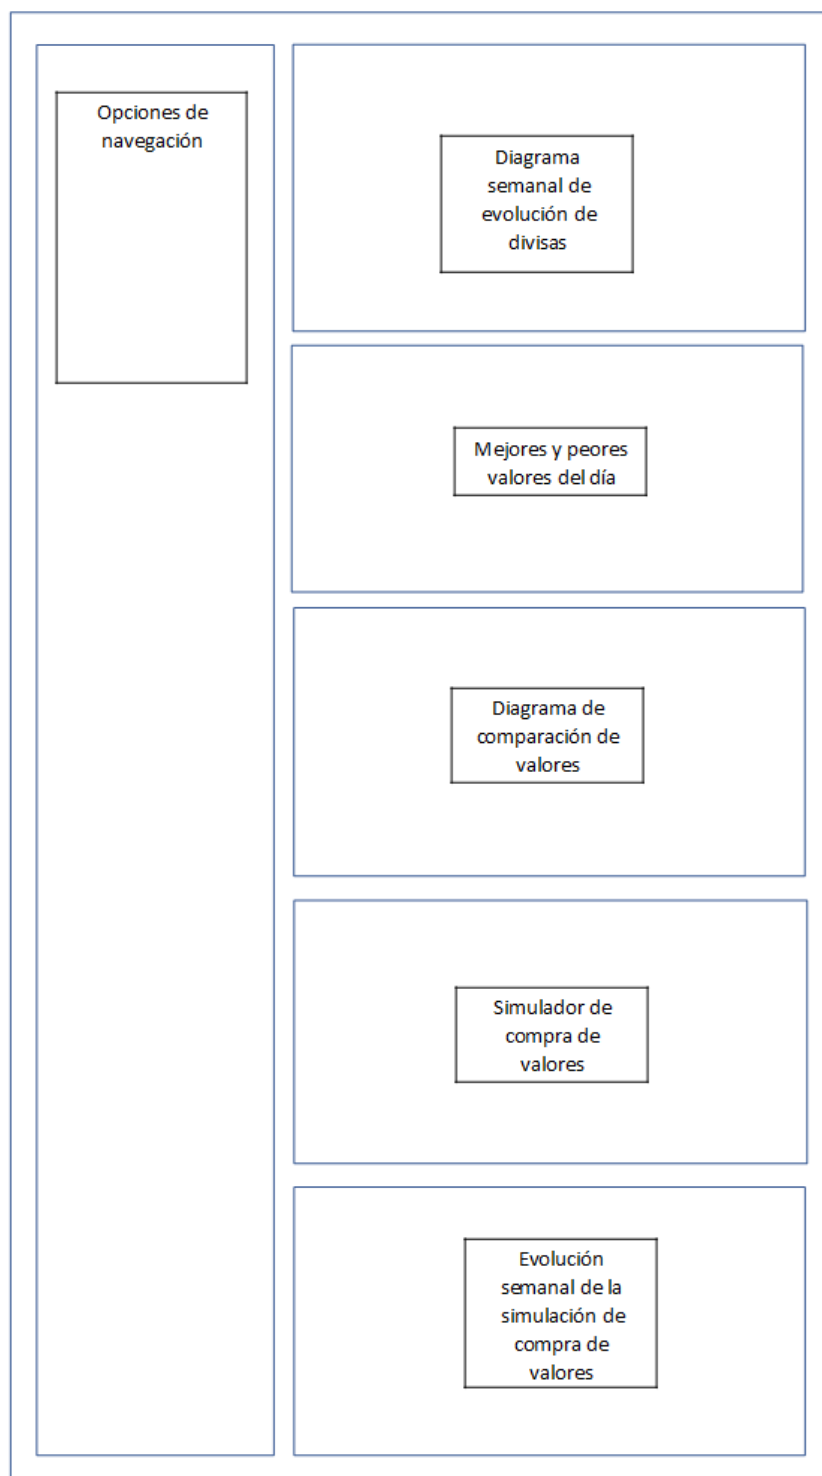 Opciones de
navegación
Diagrama
semanal de
evolución de
divisas
Mejores y peores
valores del día
Diagrama de
comparación de
valores
Simulador de
compra de
valores
Evolución
semanal de la
simulación de
compra de
valores